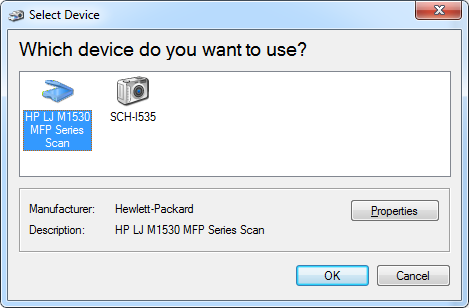 Select Device
Which device do you want to use?
HP LJ M1530
MFP Series
Scan
SCH-I535
Manufacturer: Hewlett-Packard
Properties
Description: HP LJ M1530 MFP Series Scan
OK Cancel